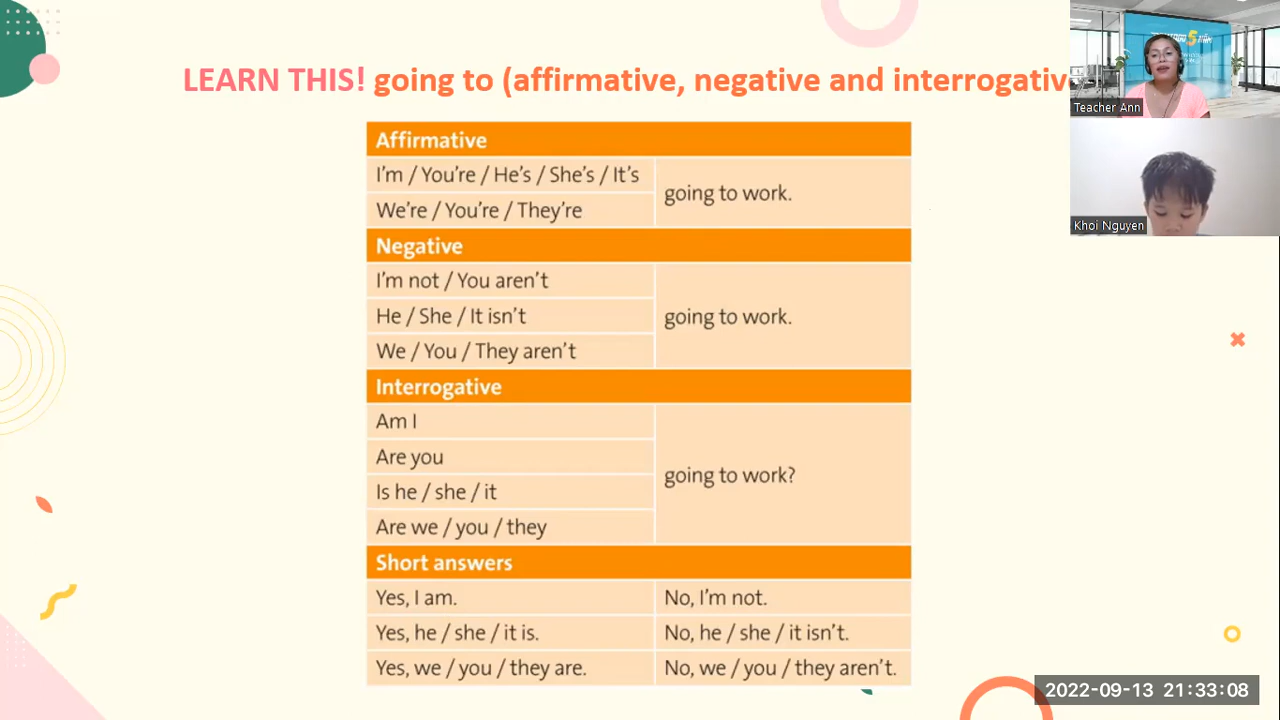 LEARN THIS! going to (affirmative, negative and interrogativ
Teacher Ann
Khoi Nguyen
Affirmative
I'm / You're / He's / She's / It's
We're / You're / They're
going to work.
Negative
I'm not / You aren't
He / She / It isn't
We / You / They aren't
going to work.
Interrogative
Am I
Are you
Is he / she / it
Are we / you / they
going to work?
Short answers
Yes, I am. No, I'm not.
Yes, he / she / it is. No, he / she / it isn't.
Yes, we / you / they are. No, we / you / they aren't.
2022-09-13 21:33:08